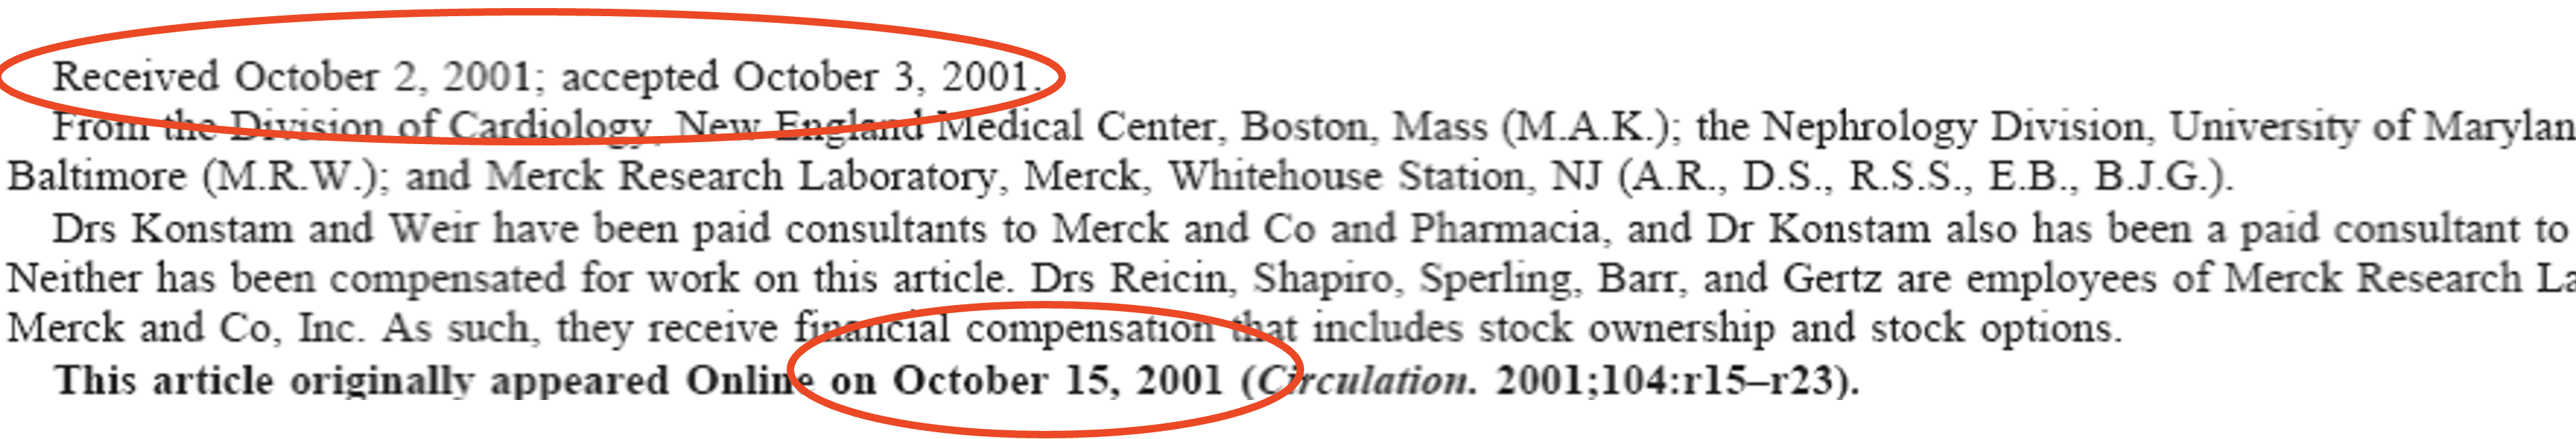 Received October 2, 2001; accepted October 3, 2001.
From the Division of Cardiology, New England Medical Center, Boston, Mass (M.A.K.); the Nephrology Division, University of Marylan
Baltimore (M.R.W.); and Merck Research Laboratory, Merck, Whitehouse Station, NJ (A.R., D.S., R.S.S., E.B., B.J.G.).
Drs Konstam and Weir have been paid consultants to Merck and Co and Pharmacia, and Dr Konstam also has been a paid consultant to
Neither has been compensated for work on this article. Drs Reicin, Shapiro, Sperling, Barr, and Gertz are employees of Merck Research La
Merck and Co, Inc. As such, they receive financial compensation that includes stock ownership and stock options.
This article originally appeared Online on October 15, 2001 (Circulation. 2001;104:r15–r23).